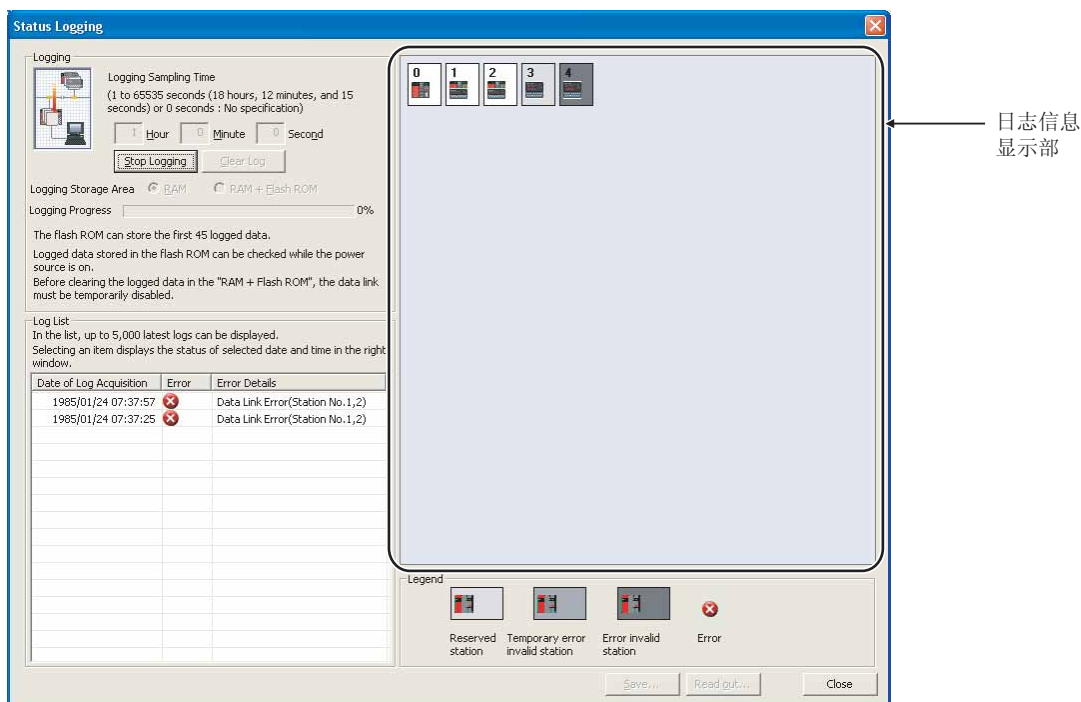 Status Logging
Logging
Logging Sampling Time
(1 to 65535 seconds (18 hours, 12 minutes, and 15
seconds) or 0 seconds : No specification)
1 Hour 0 Minute 0 Second
Stop Logging Clear Log
Logging Storage Area RAM RAM + Flash ROM
Logging Progress 0%
The flash ROM can store the first 45 logged data.
Logged data stored in the flash ROM can be checked while the power
source is on.
Before clearing the logged data in the "RAM + Flash ROM", the data link
must be temporarily disabled.
Log List
In the list, up to 5,000 latest logs can be displayed.
Selecting an item displays the status of selected date and time in the right
window.
Date of Log Acquisition Error Error Details
1985/01/24 07:37:57 Data Link Error(Station No.1,2)
1985/01/24 07:37:25 Data Link Error(Station No.1,2)
0 1 2 3 4
日志信息
显示部
Legend
Reserved
station
Temporary error
invalid station
Error invalid
station
Error
Save... Read out... Close